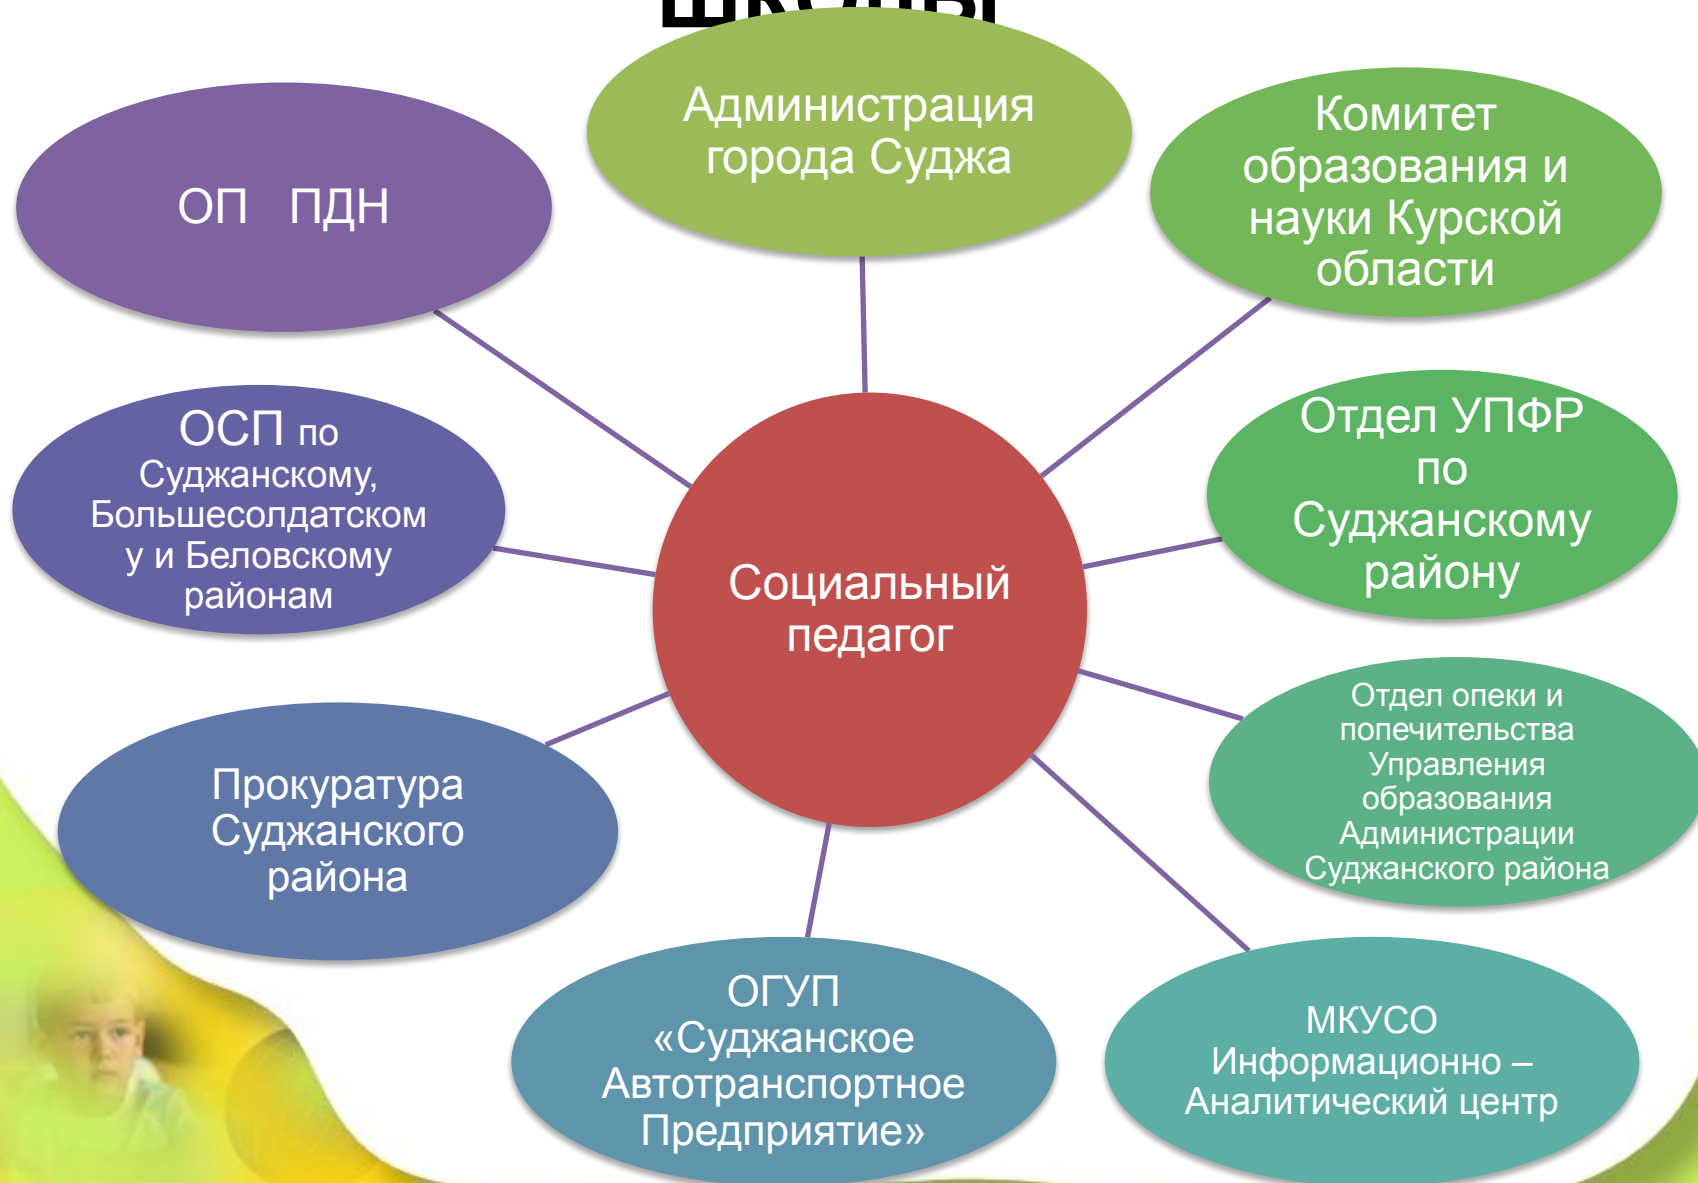 школы
Администрация
города Суджа
Комитет
образования и
науки Курской
области
Отдел УПФР
по
Суджанскому
району
Отдел опеки и
попечительства
Управления
образования
Администрации
Суджанского района
МКУСО
Информационно –
Аналитический центр
ОГУП
«Суджанское
Автотранспортное
Предприятие»
Прокуратура
Суджанского
района
ОСП по
Суджанскому,
Большесолдатском
у и Беловскому
районам
ОП ПДН
Социальный
педагог